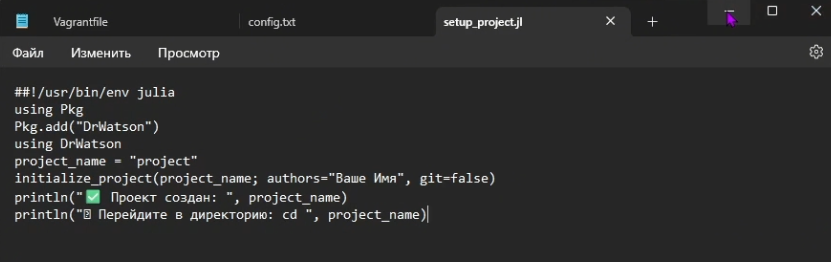 Vagrantfile config.txt setup_project.jl
Файл Изменить Просмотр
##!/usr/bin/env julia
using Pkg
Pkg.add("DrWatson")
using DrWatson
project_name = "project"
initialize_project(project_name; authors="Ваше Имя", git=false)
println("✅ Проект создан: ", project_name)
println(" Перейдите в директорию: cd ", project_name)